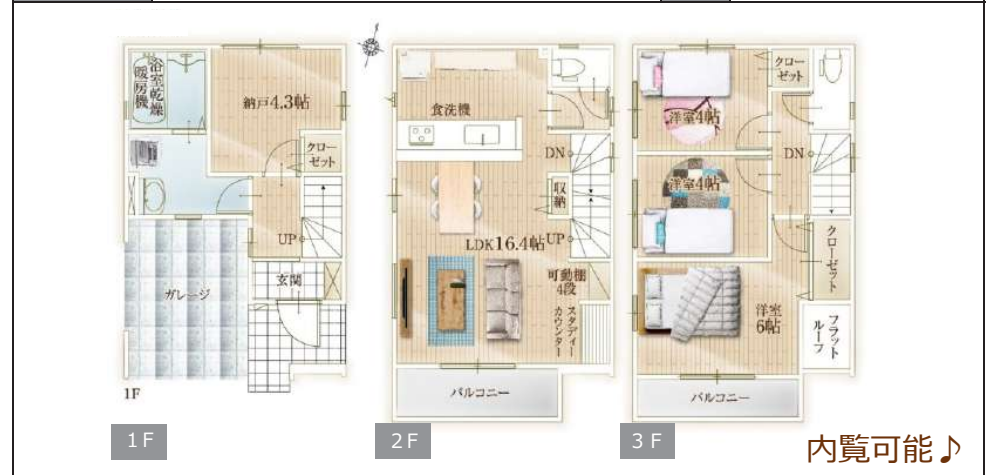 浴室乾燥
暖房機
納戸4.3帖
クロー
ゼット
UP
玄関
ガレージ
1F
1F
食洗機
DN
収納
LDK16.4帖
UP
可動棚
4段
スタディー
カウンター
バルコニー
2F
クロー
ゼット
洋室4帖
DN
洋室4帖
クローゼット
洋室
6帖
フラット
ルーフ
バルコニー
3F
内覧可能♪